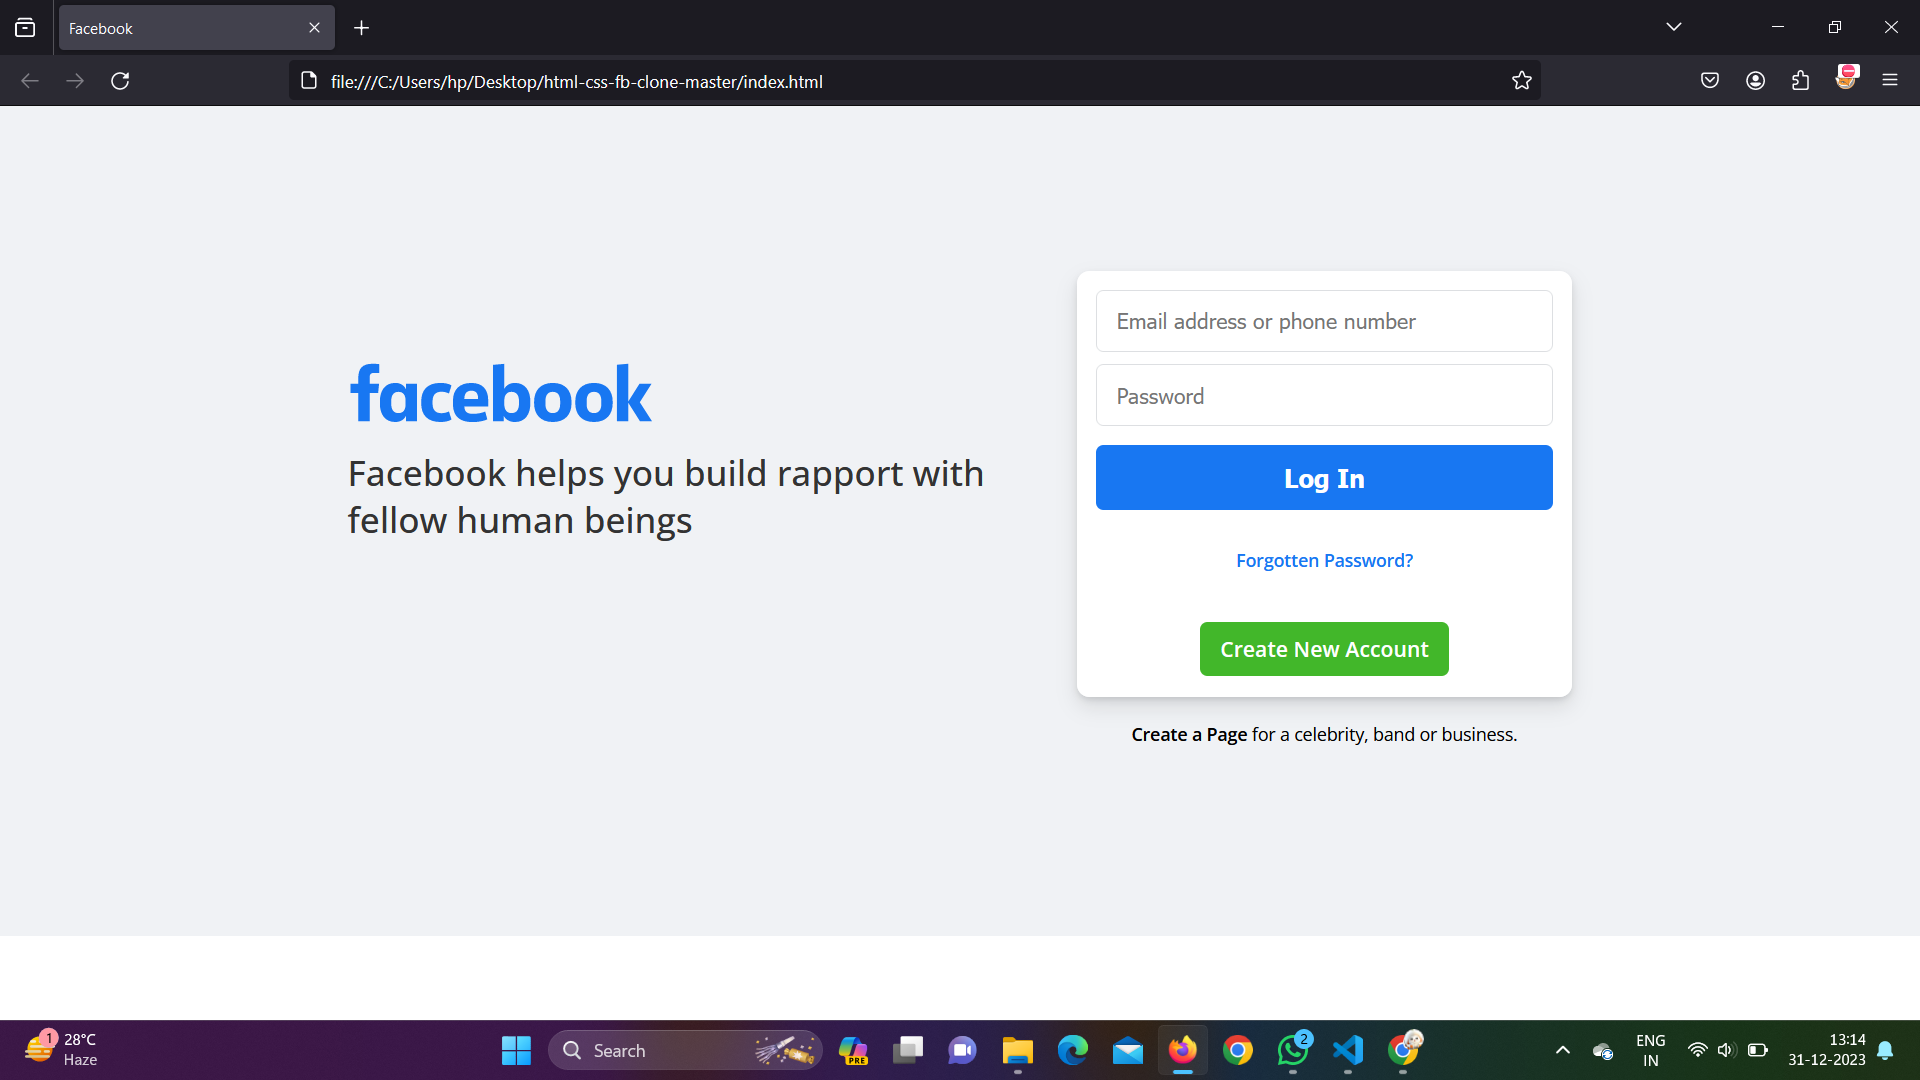 Facebook
file:///C:/Users/hp/Desktop/html-css-fb-clone-master/index.html
facebook
Facebook helps you build rapport with
fellow human beings
Email address or phone number
Password
Log In
Forgotten Password?
Create New Account
Create a Page for a celebrity, band or business.
1
28°C
Haze
Search
PRE
2
ENG
IN
13:14
31-12-2023